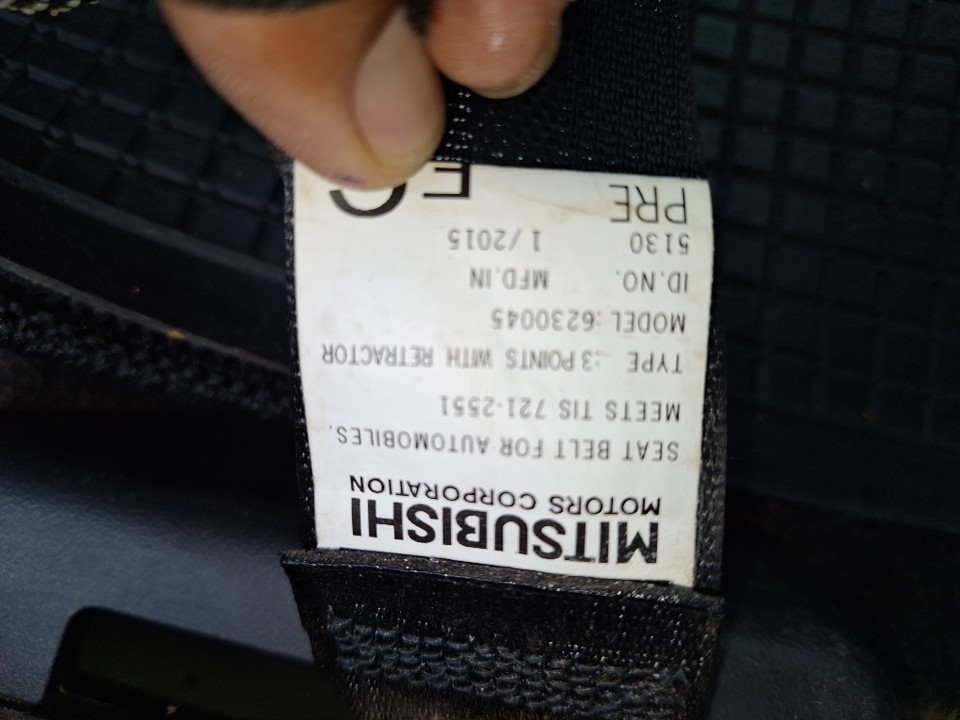 MITSUBISHI
MOTORS CORPORATION
SEAT BELT FOR AUTOMOBILES.
MEETS TIS 721-2551
TYPE :3 POINTS WITH RETRACTOR
MODEL :6230045
ID.NO. MFD.IN
5130 1/2015
PRE E C